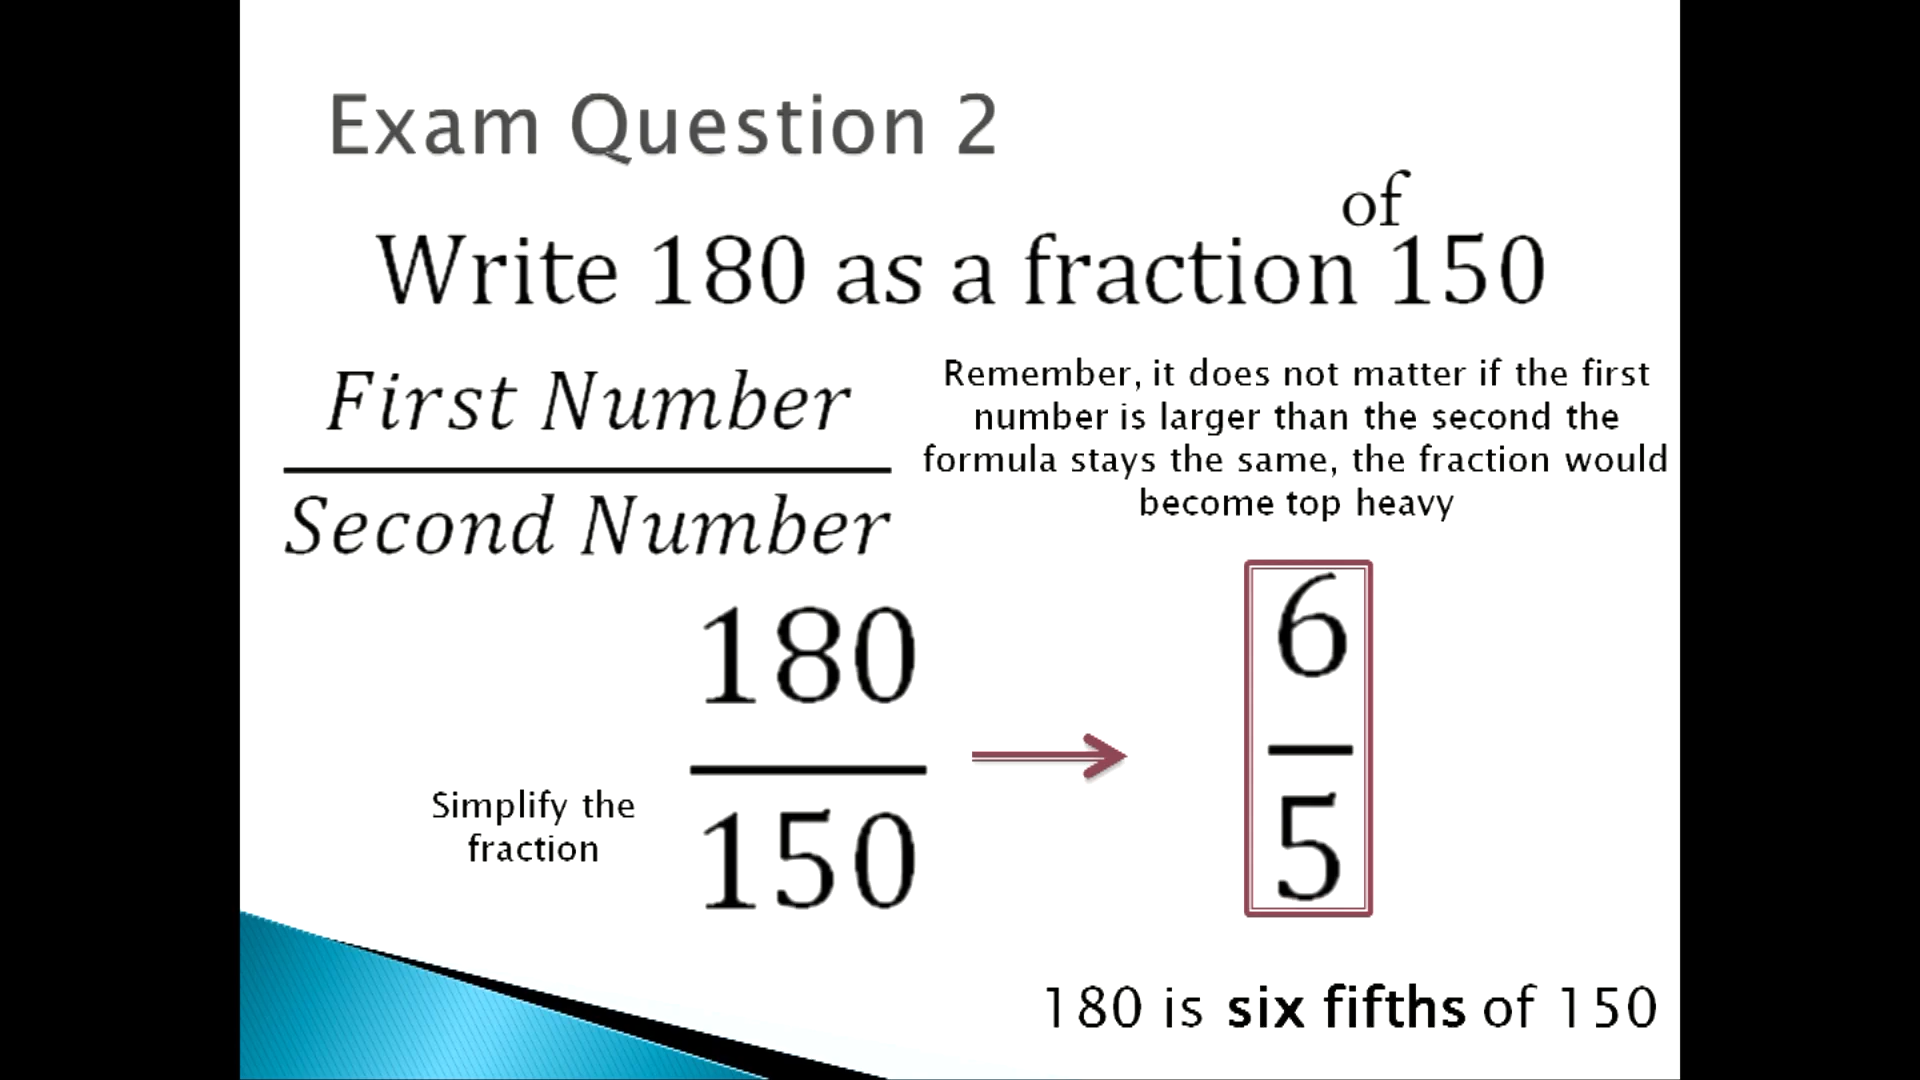 Exam Question 2
of
Write 180 as a fraction 150
First Number
Second Number
Remember, it does not matter if the first
number is larger than the second the
formula stays the same, the fraction would
become top heavy
Simplify the
fraction
180
150
6
5
180 is six fifths of 150